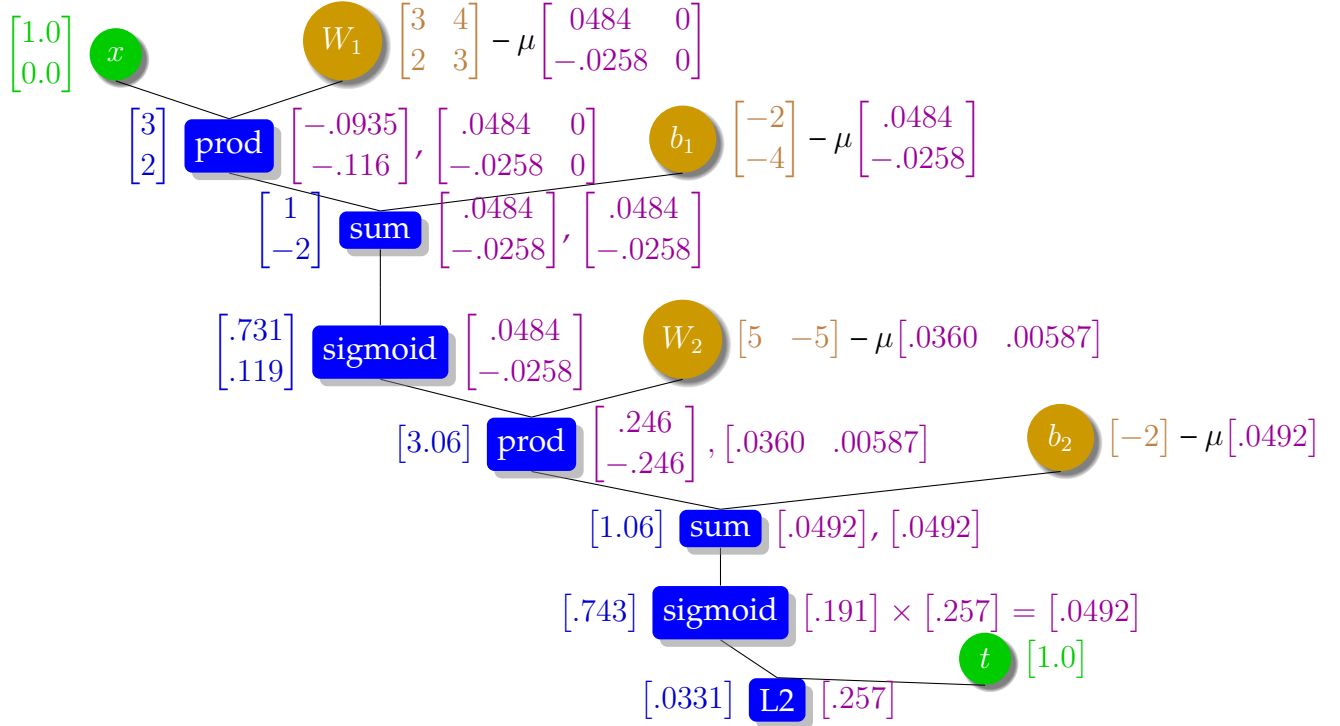 [1.0 0.0] x W₁ [3 4 2 3] – μ [0484 0 −.0258 0]
[3 2] prod [−.0935 −.116], [.0484 0 −.0258 0] b₁ [−2 −4] – μ [.0484 −.0258]
[1 −2] sum [.0484 −.0258], [.0484 −.0258]
[.731 .119] sigmoid [.0484 −.0258] W₂ [5 −5] – μ [.0360 .00587]
[3.06] prod [.246 −.246], [.0360 .00587] b₂ [−2] – μ [.0492]
[1.06] sum [.0492], [.0492]
[.743] sigmoid [.191] × [.257] = [.0492]
t [1.0]
[.0331] L2 [.257]